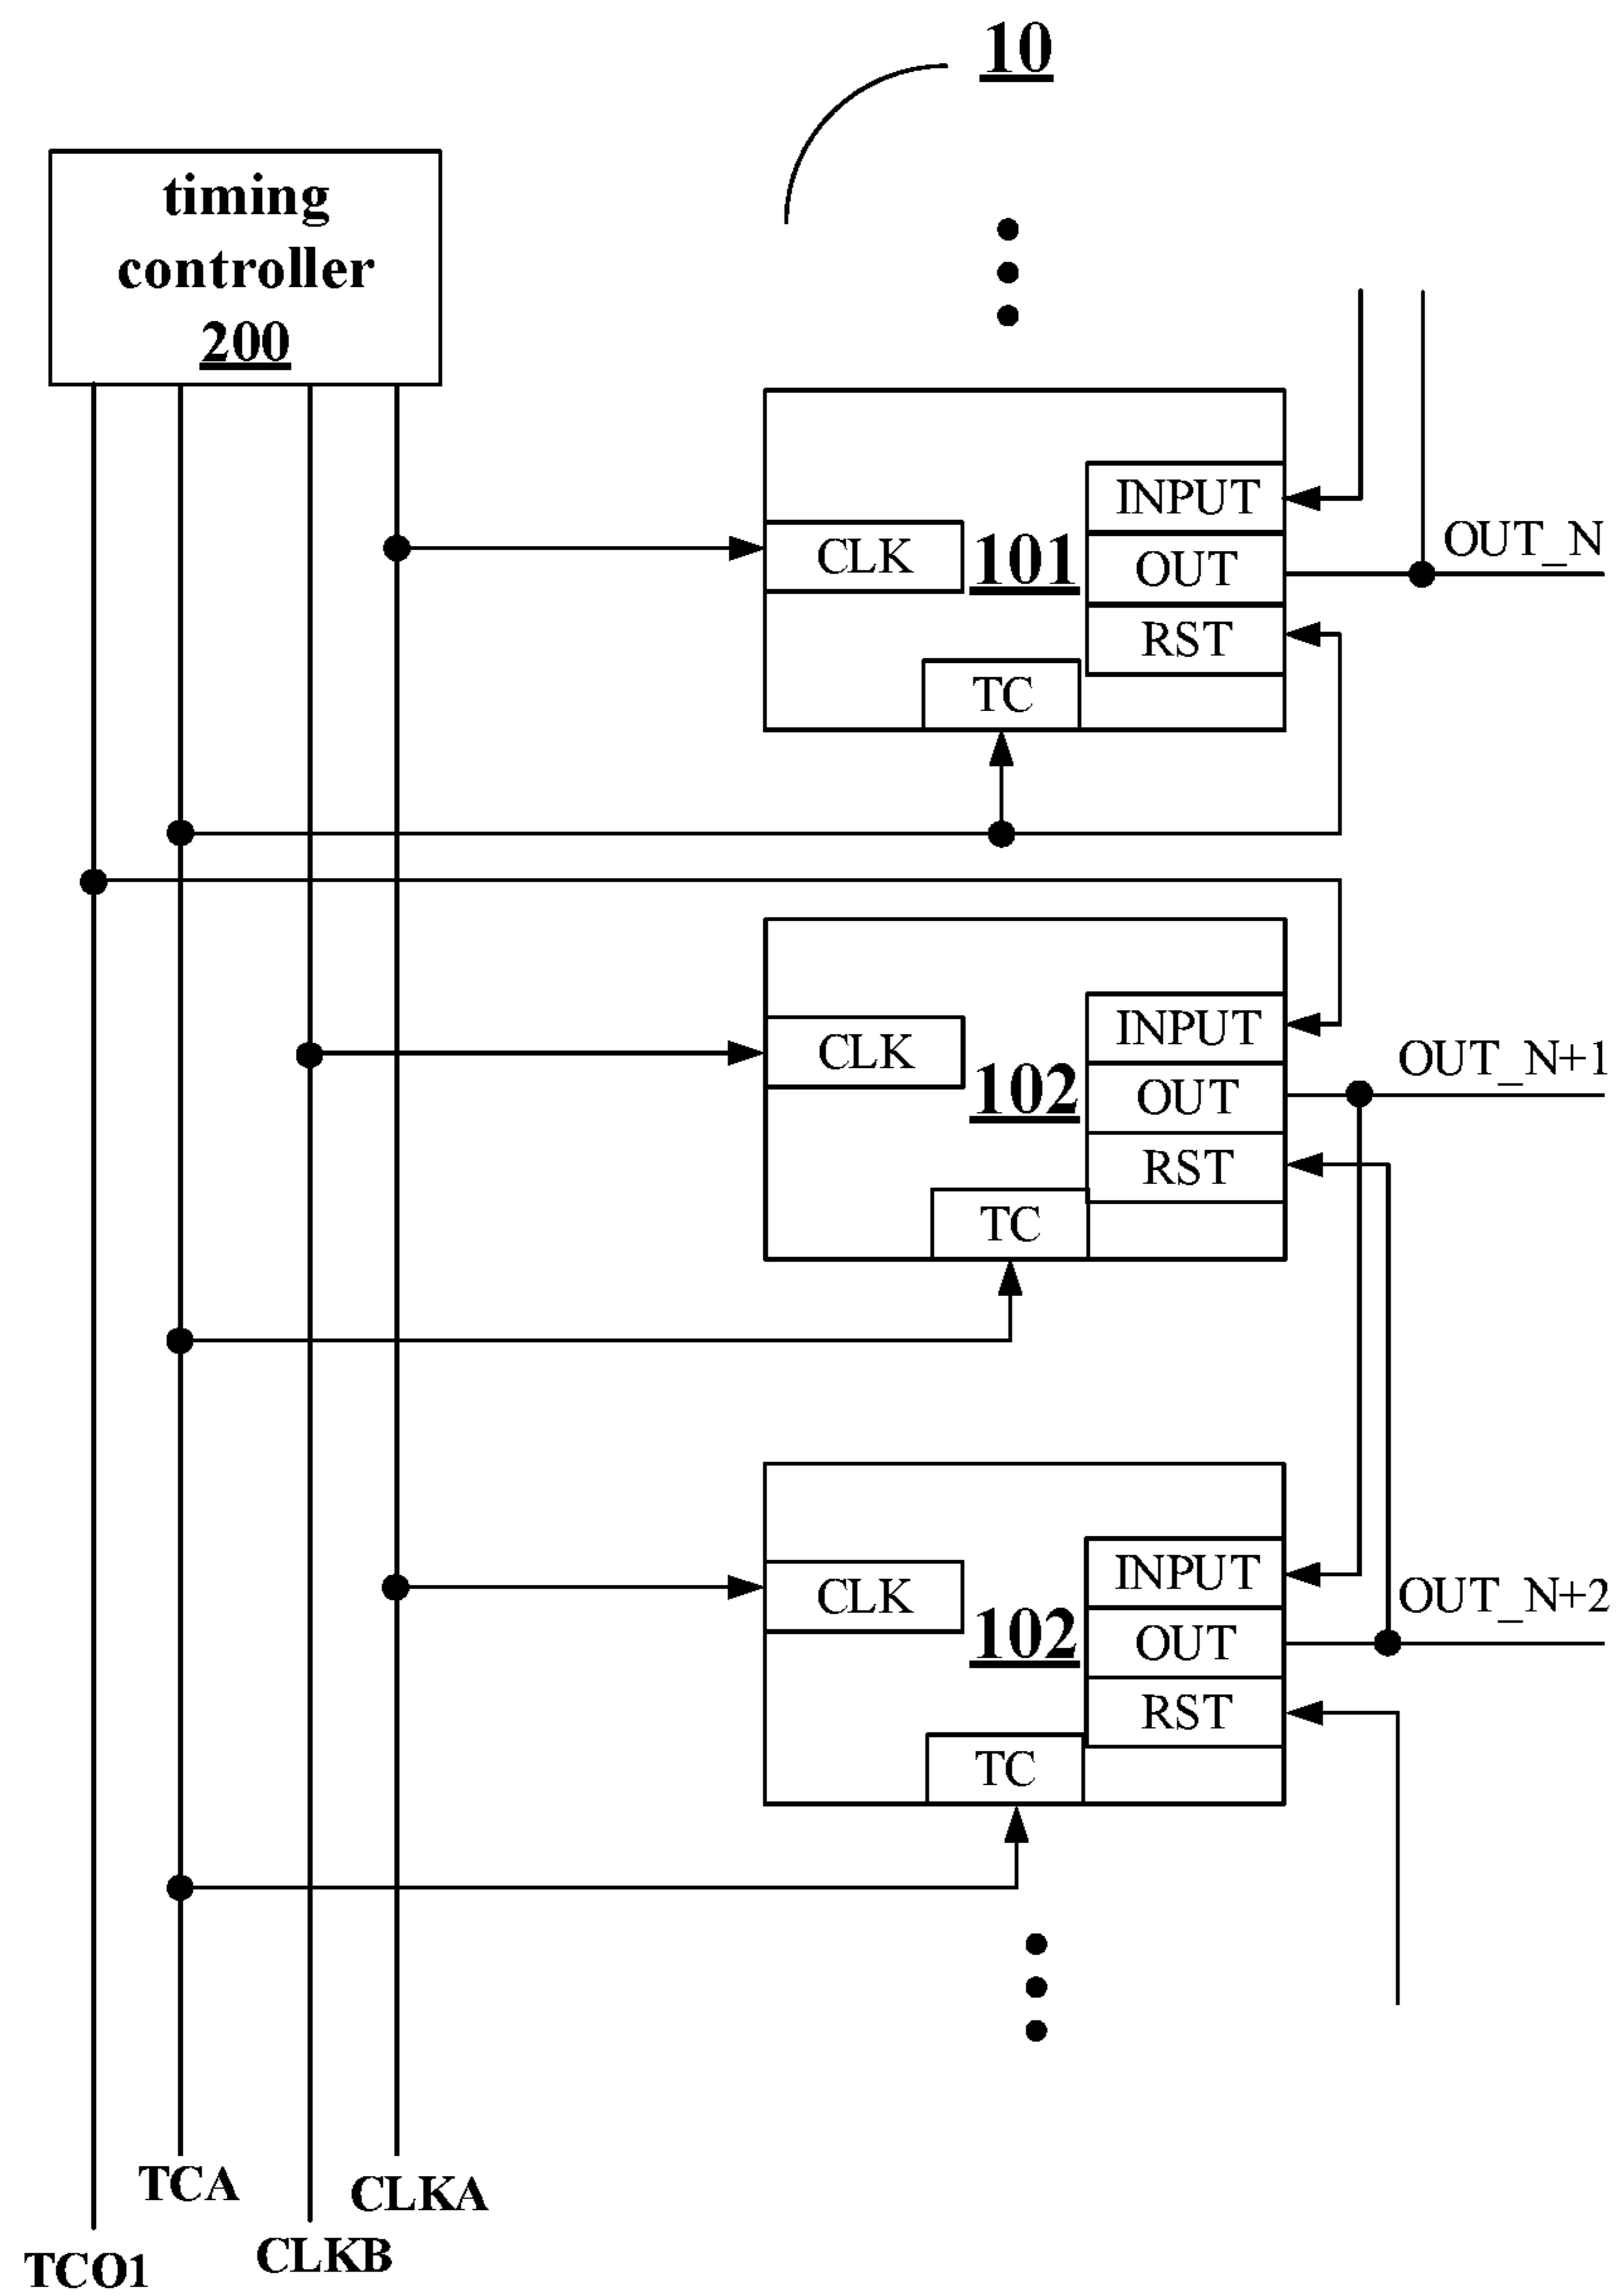 10
timing
controller
200
INPUT
OUT_N
CLK
101
OUT
RST
TC
INPUT
CLK
OUT_N+1
102
OUT
RST
TC
INPUT
CLK
OUT_N+2
102
OUT
RST
TC
TCA
CLKA
CLKB
TCO1